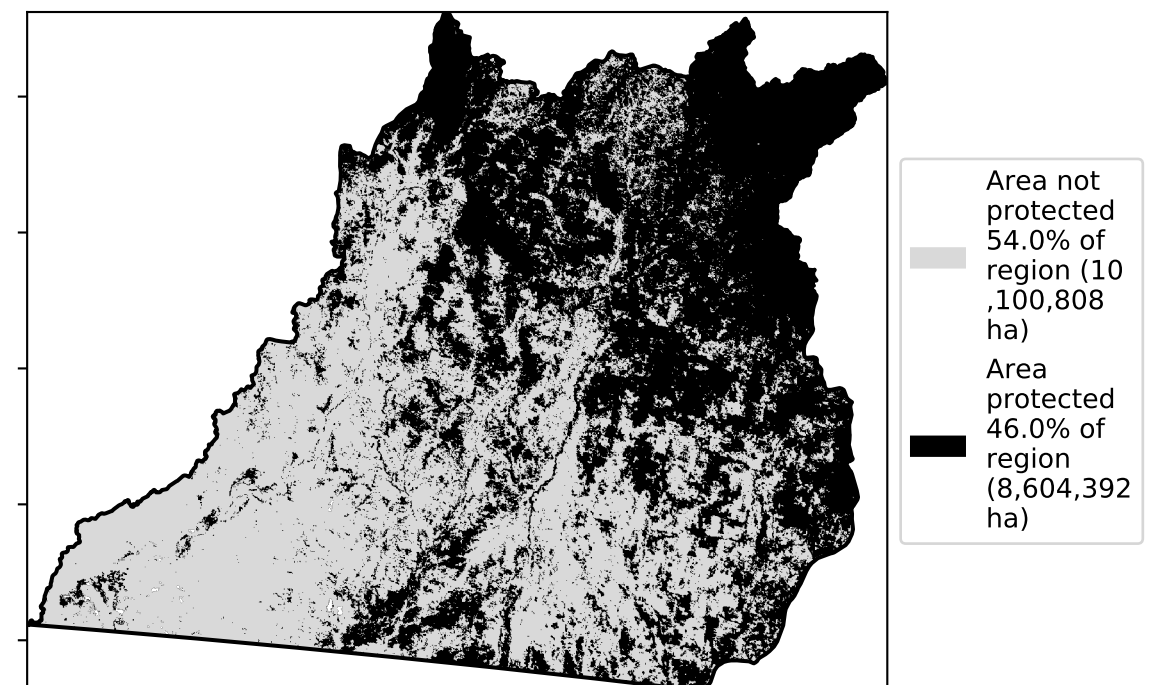 Area not
protected
54.0% of
region (10
,100,808
ha)
Area
protected
46.0% of
region
(8,604,392
ha)